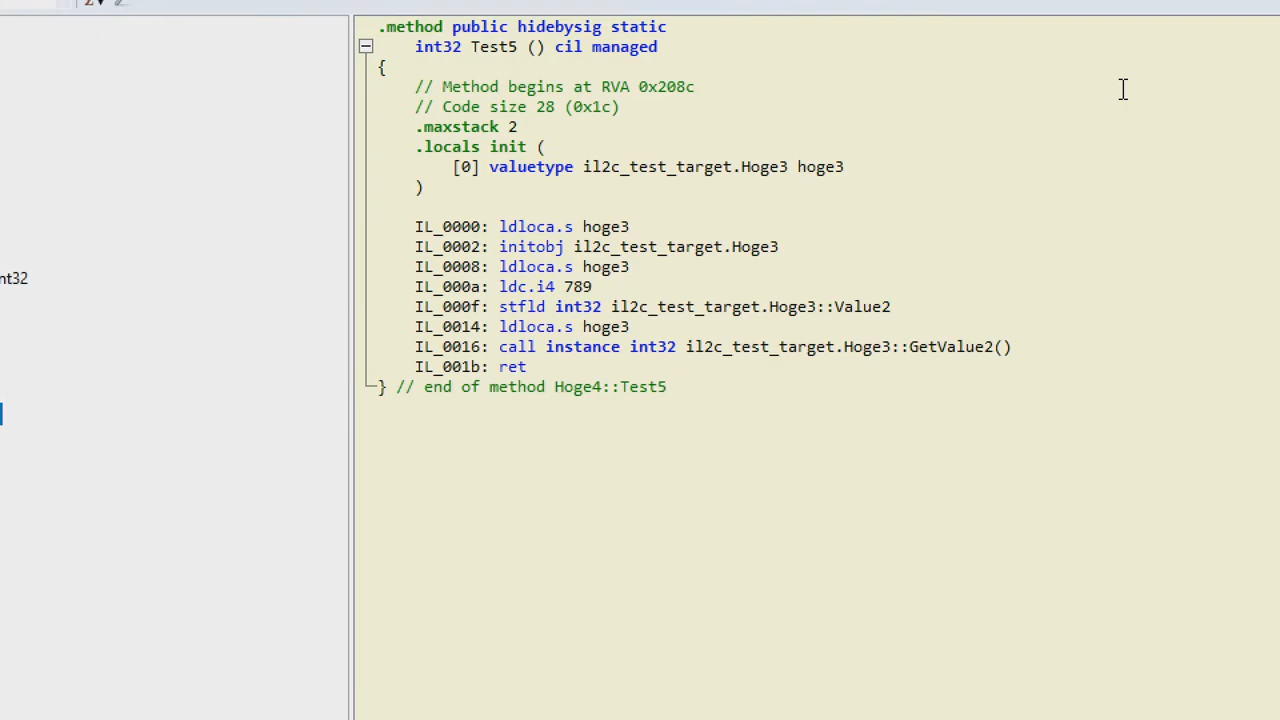 .method public hidebysig static
int32 Test5 () cil managed
{
// Method begins at RVA 0x208c
// Code size 28 (0x1c)
.maxstack 2
.locals init (
[0] valuetype il2c_test_target.Hoge3 hoge3
)
IL_0000: ldloca.s hoge3
IL_0002: initobj il2c_test_target.Hoge3
IL_0008: ldloca.s hoge3
IL_000a: ldc.i4 789
IL_000f: stfld int32 il2c_test_target.Hoge3::Value2
IL_0014: ldloca.s hoge3
IL_0016: call instance int32 il2c_test_target.Hoge3::GetValue2()
IL_001b: ret
} // end of method Hoge4::Test5
nt32